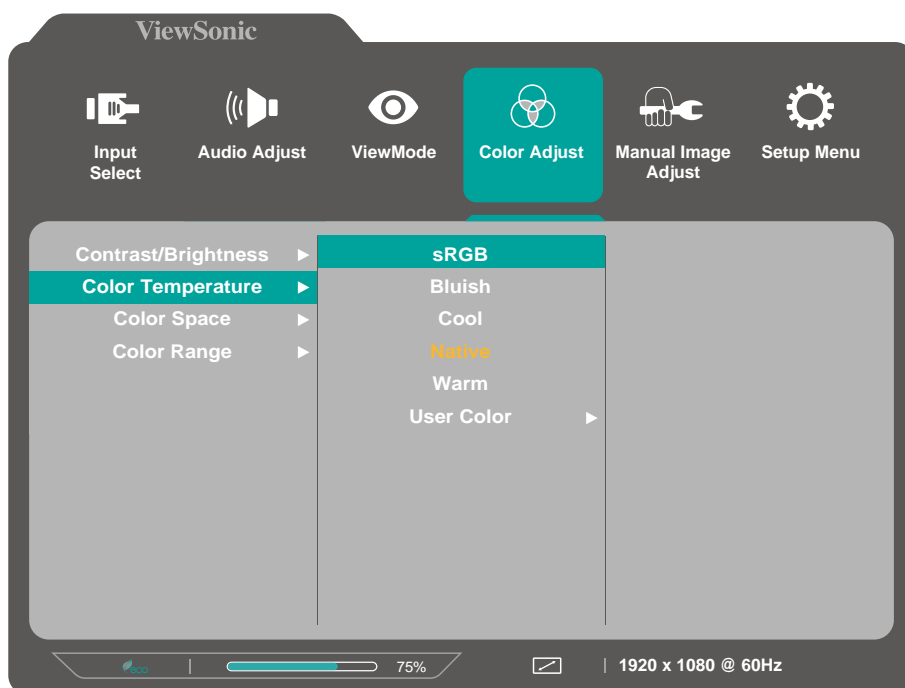 ViewSonic
Input Select
Audio Adjust
ViewMode
Color Adjust
Manual Image Adjust
Setup Menu
Contrast/Brightness
Color Temperature
Color Space
Color Range
sRGB
Bluish
Cool
Native
Warm
User Color
eco
75%
1920 x 1080 @ 60Hz